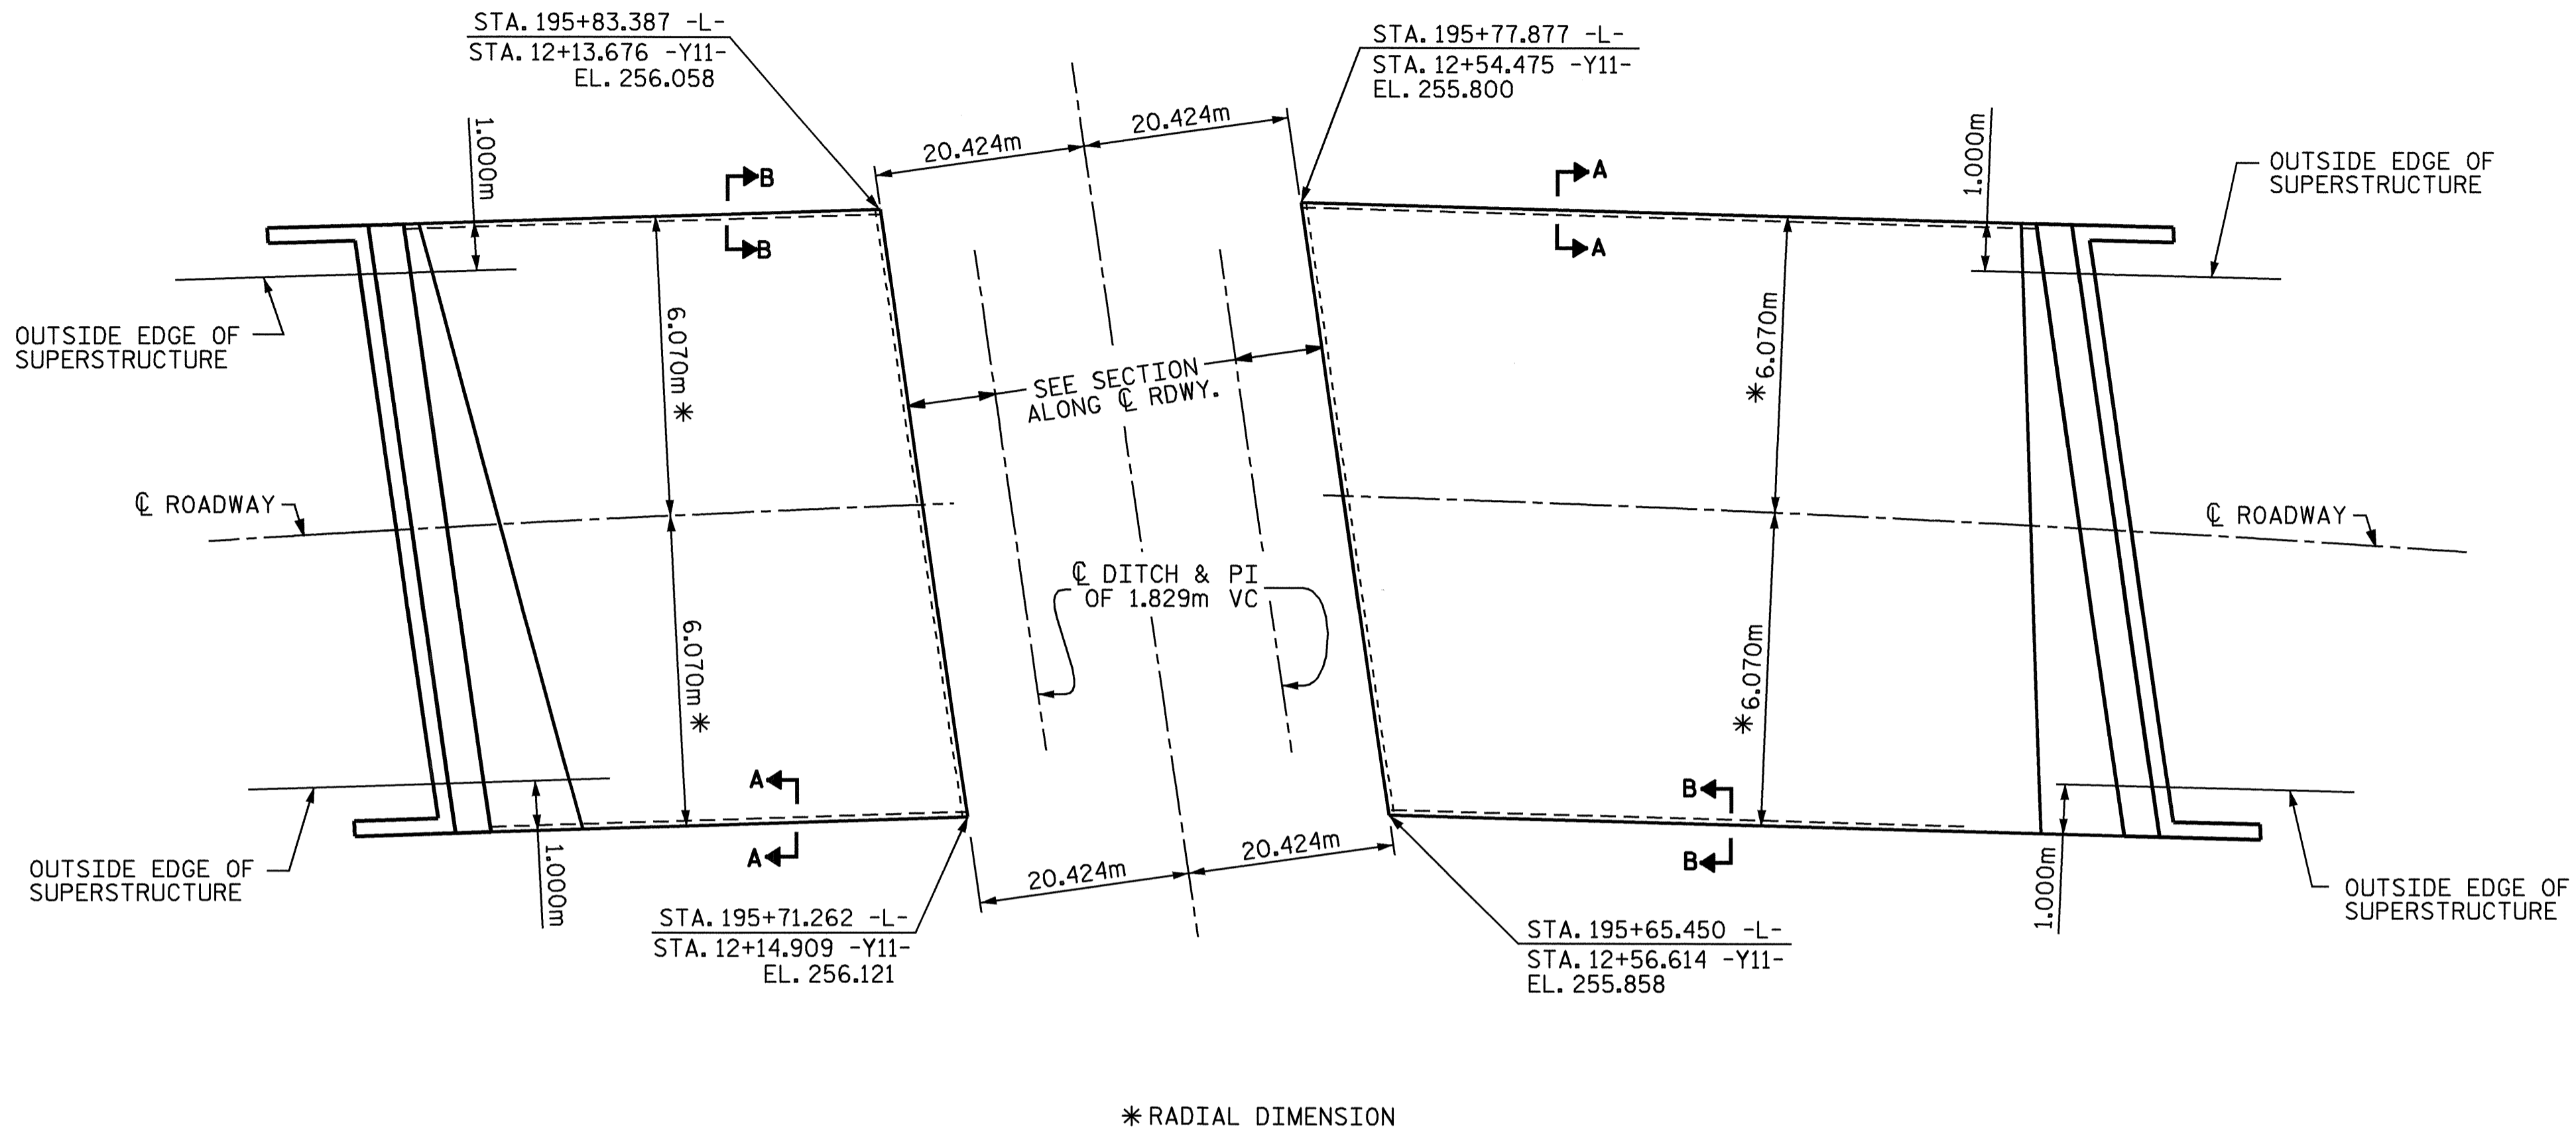 STA. 195+83.387 -L-
STA. 12+13.676 -Y11-
EL. 256.058
STA. 195+77.877 -L-
STA. 12+54.475 -Y11-
EL. 255.800
20.424m
20.424m
1.000m
1.000m
B
B
A
A
OUTSIDE EDGE OF
SUPERSTRUCTURE
OUTSIDE EDGE OF
SUPERSTRUCTURE
6.070m *
*6.070m
SEE SECTION
ALONG ℄ RDWY.
℄ ROADWAY
℄ ROADWAY
℄ DITCH & PI
OF 1.829m VC
6.070m *
*6.070m
A
A
B
B
OUTSIDE EDGE OF
SUPERSTRUCTURE
OUTSIDE EDGE OF
SUPERSTRUCTURE
1.000m
1.000m
20.424m
20.424m
STA. 195+71.262 -L-
STA. 12+14.909 -Y11-
EL. 256.121
STA. 195+65.450 -L-
STA. 12+56.614 -Y11-
EL. 255.858
* RADIAL DIMENSION